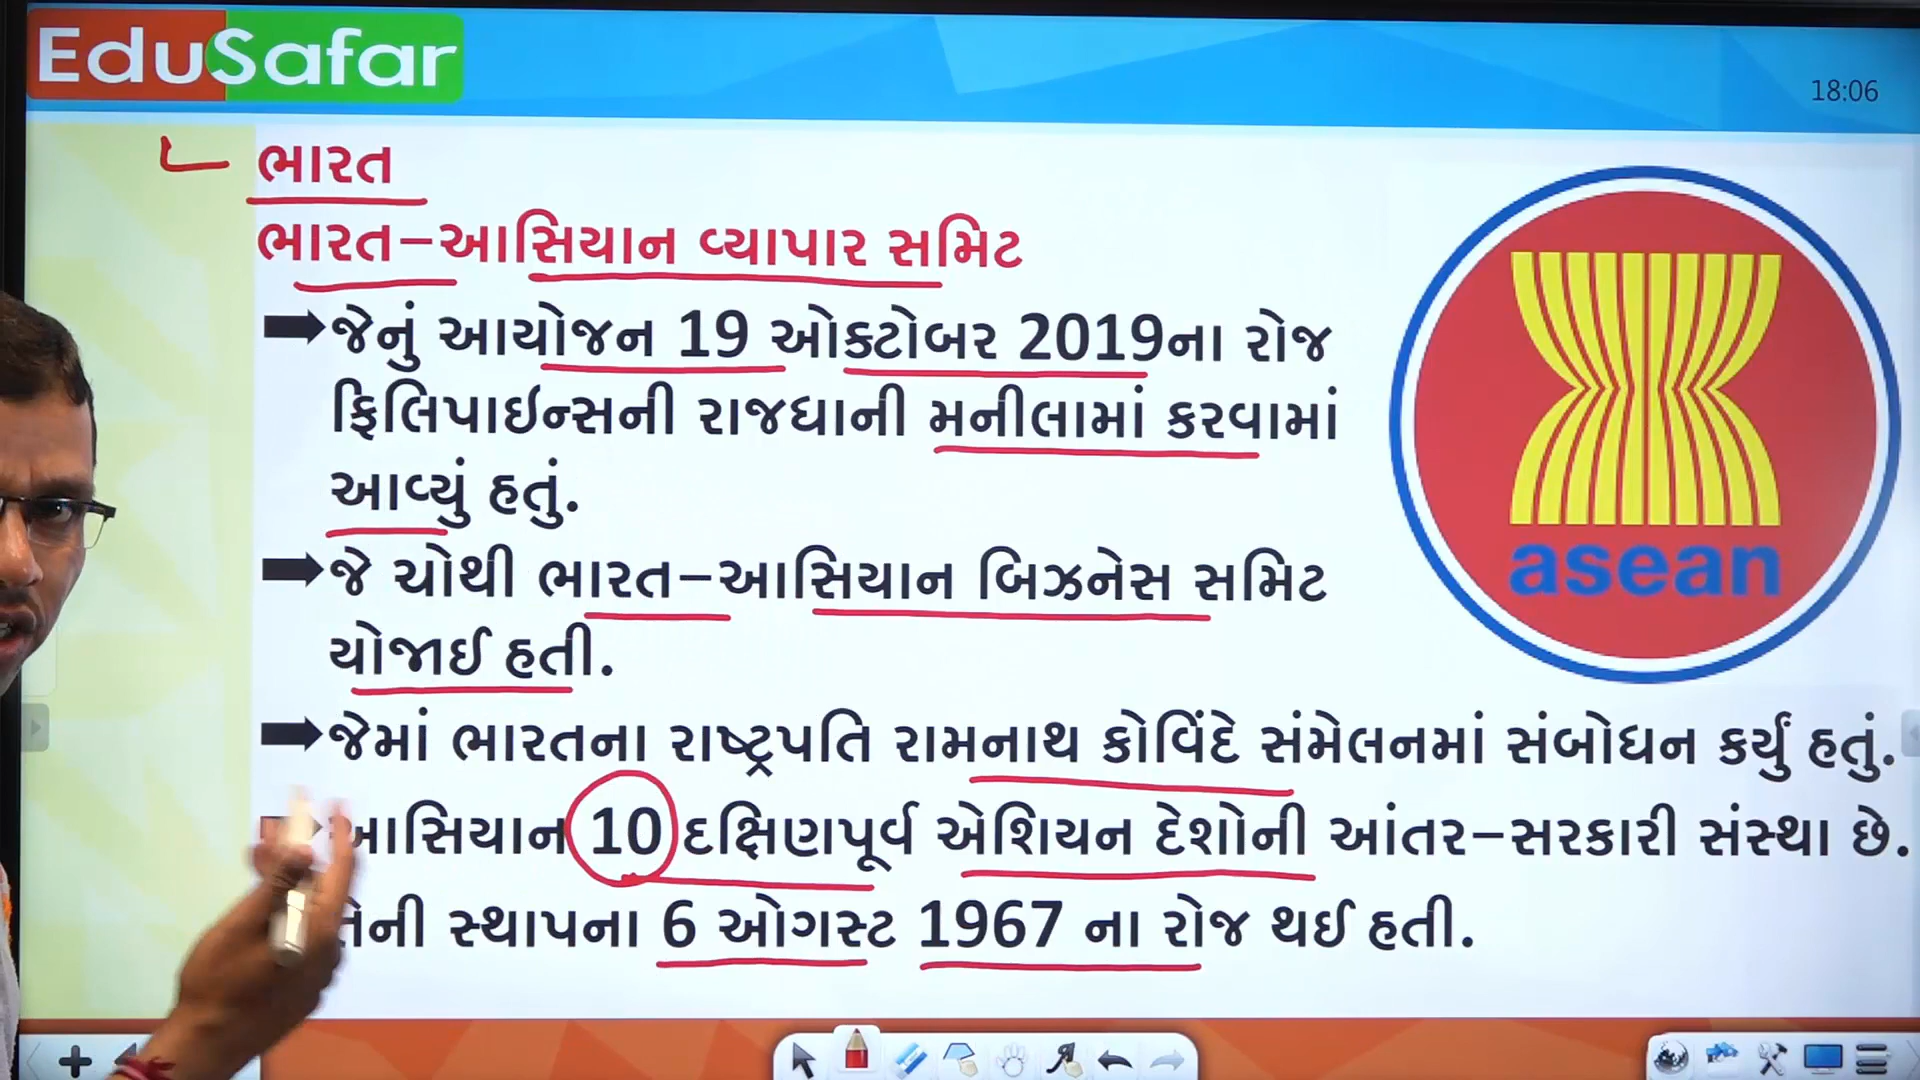 EduSafar
18:06
ભારત
ભારત–આસિયાન વ્યાપાર સમિટ
જેનું આયોજન 19 ઓક્ટોબર 2019ના રોજ
ફિલિપાઇન્સની રાજધાની મનીલામાં કરવામાં
આવ્યું હતું.
જે ચોથી ભારત–આસિયાન બિઝનેસ સમિટ
યોજાઈ હતી.
જેમાં ભારતના રાષ્ટ્રપતિ રામનાથ કોવિંદે સંમેલનમાં સંબોધન કર્યું હતું.
આસિયાન 10 દક્ષિણપૂર્વ એશિયન દેશોની આંતર–સરકારી સંસ્થા છે.
તેની સ્થાપના 6 ઓગસ્ટ 1967 ના રોજ થઈ હતી.
asean